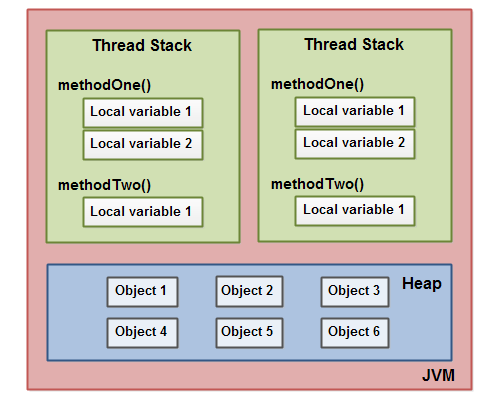 Thread Stack
methodOne()
Local variable 1
Local variable 2
methodTwo()
Local variable 1
Thread Stack
methodOne()
Local variable 1
Local variable 2
methodTwo()
Local variable 1
Heap
Object 1 Object 2 Object 3
Object 4 Object 5 Object 6
JVM